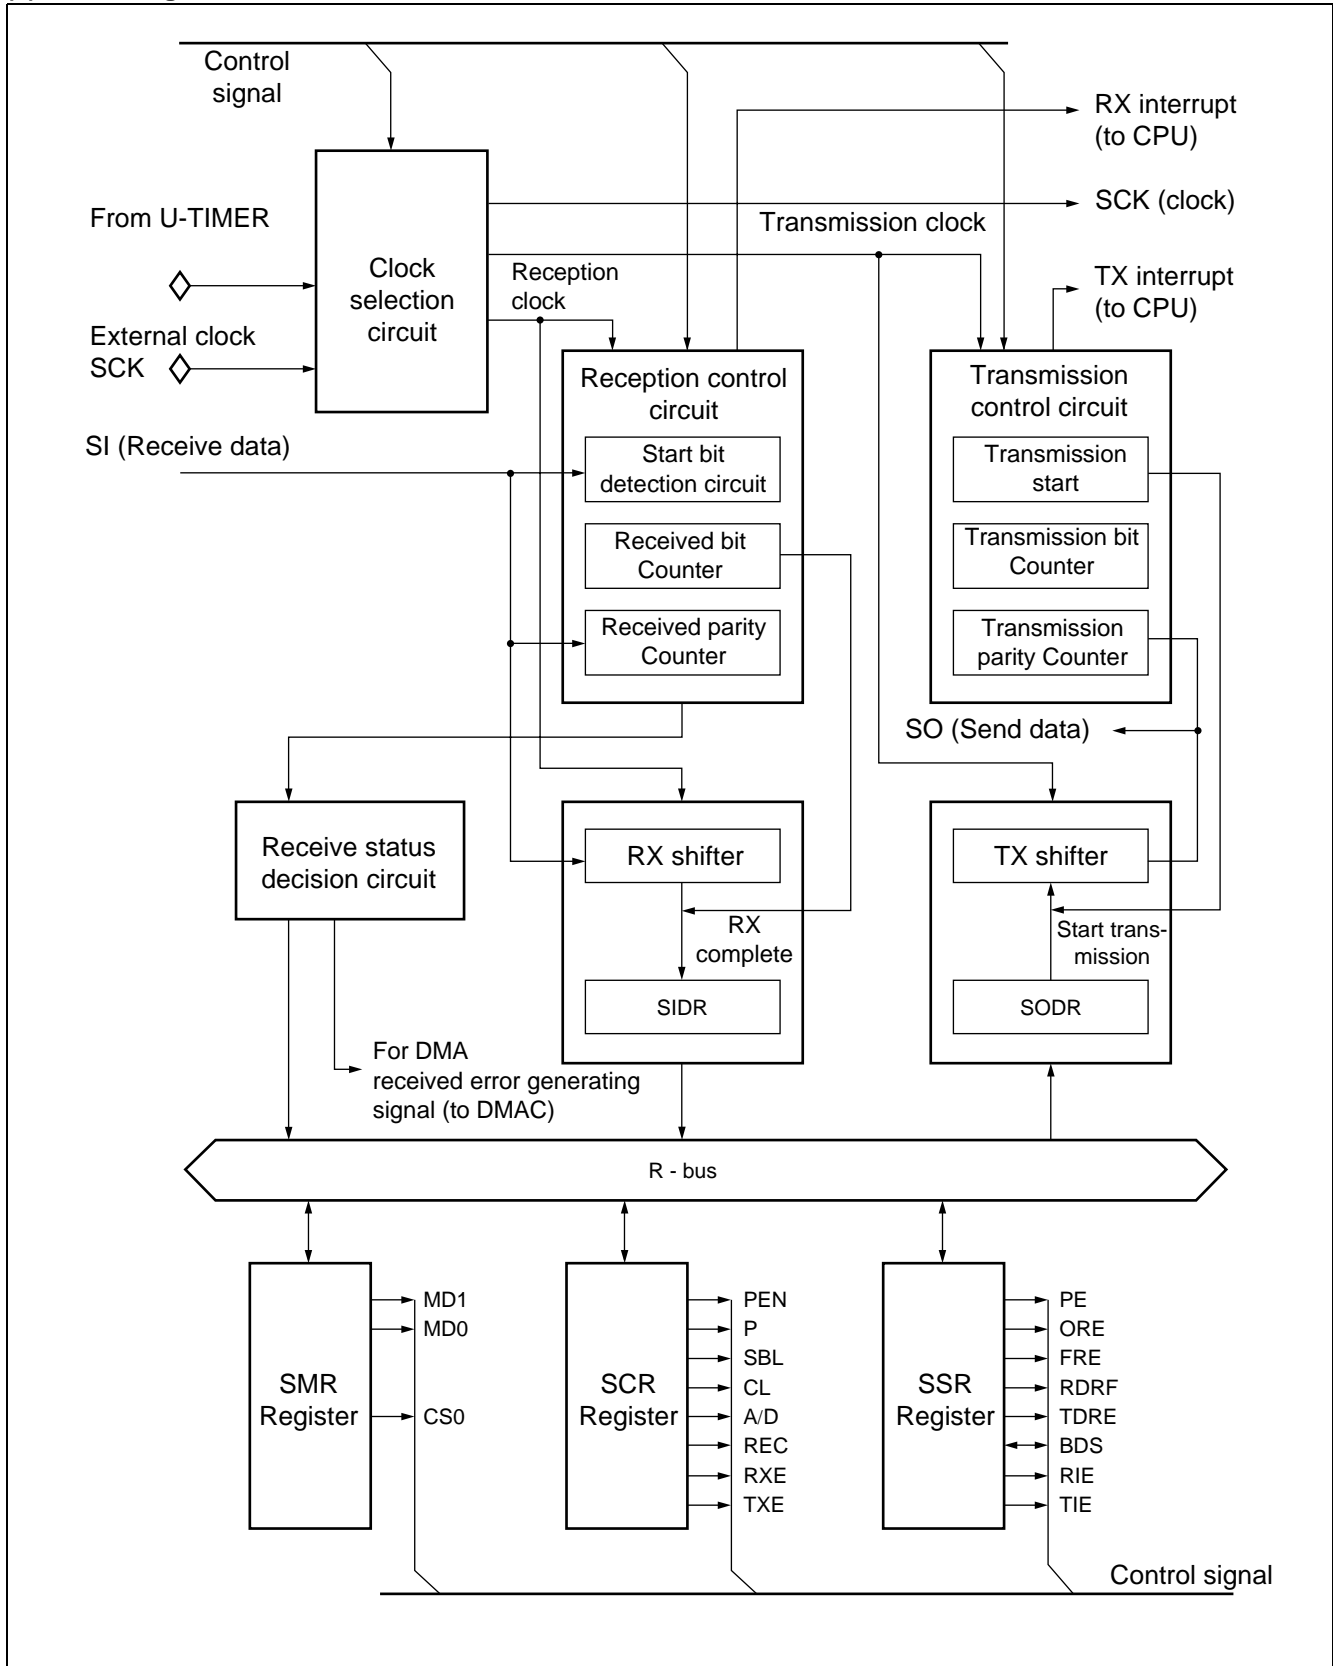 Control
signal
RX interrupt
(to CPU)
SCK (clock)
From U-TIMER
Transmission clock
Clock
selection
circuit
Reception
clock
TX interrupt
(to CPU)
External clock
SCK
Reception control
circuit
Transmission
control circuit
SI (Receive data)
Start bit
detection circuit
Transmission
start
Received bit
Counter
Transmission bit
Counter
Received parity
Counter
Transmission
parity Counter
SO (Send data)
Receive status
decision circuit
RX shifter
TX shifter
RX
complete
Start trans-
mission
SIDR
SODR
For DMA
received error generating
signal (to DMAC)
R - bus
SMR
Register
MD1
MD0
CS0
SCR
Register
PEN
P
SBL
CL
A/D
REC
RXE
TXE
SSR
Register
PE
ORE
FRE
RDRF
TDRE
BDS
RIE
TIE
Control signal